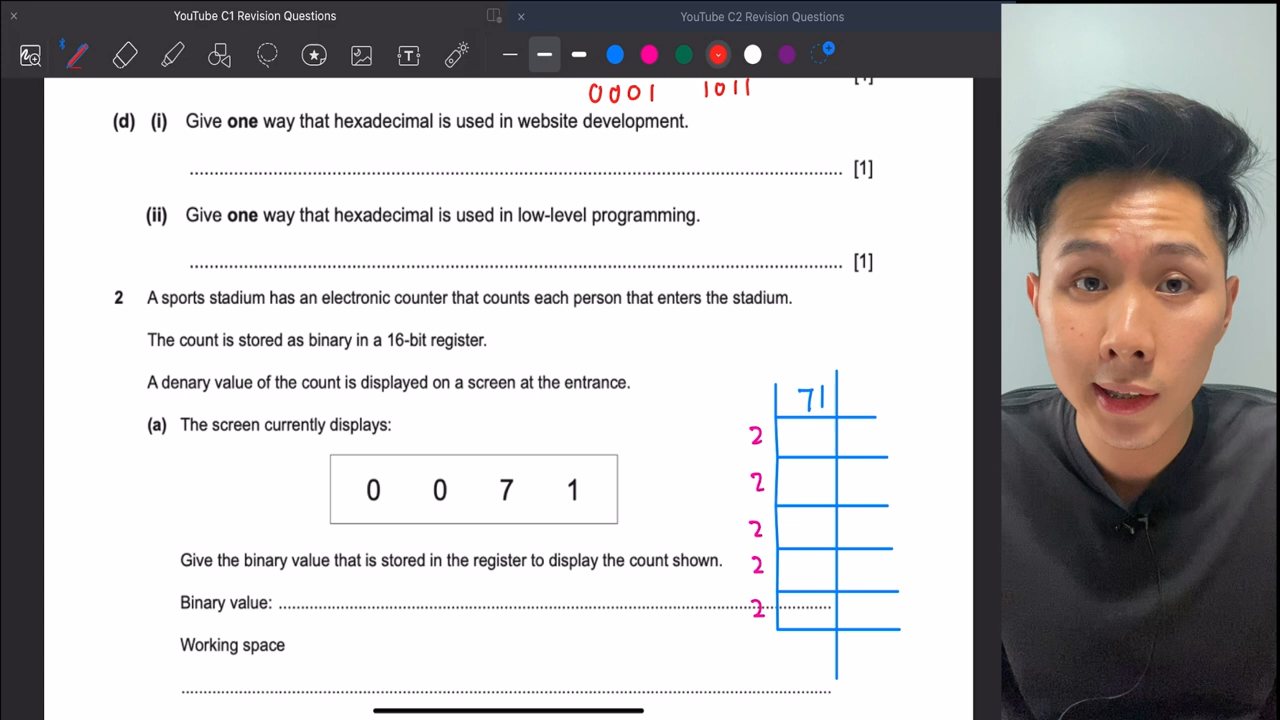 YouTube C1 Revision Questions
YouTube C2 Revision Questions
0001 1011
(d) (i) Give one way that hexadecimal is used in website development.
[1]
(ii) Give one way that hexadecimal is used in low-level programming.
[1]
2 A sports stadium has an electronic counter that counts each person that enters the stadium.
The count is stored as binary in a 16-bit register.
A denary value of the count is displayed on a screen at the entrance.
(a) The screen currently displays:
0 0 7 1
Give the binary value that is stored in the register to display the count shown.
Binary value:
Working space
71
2
2
2
2
2